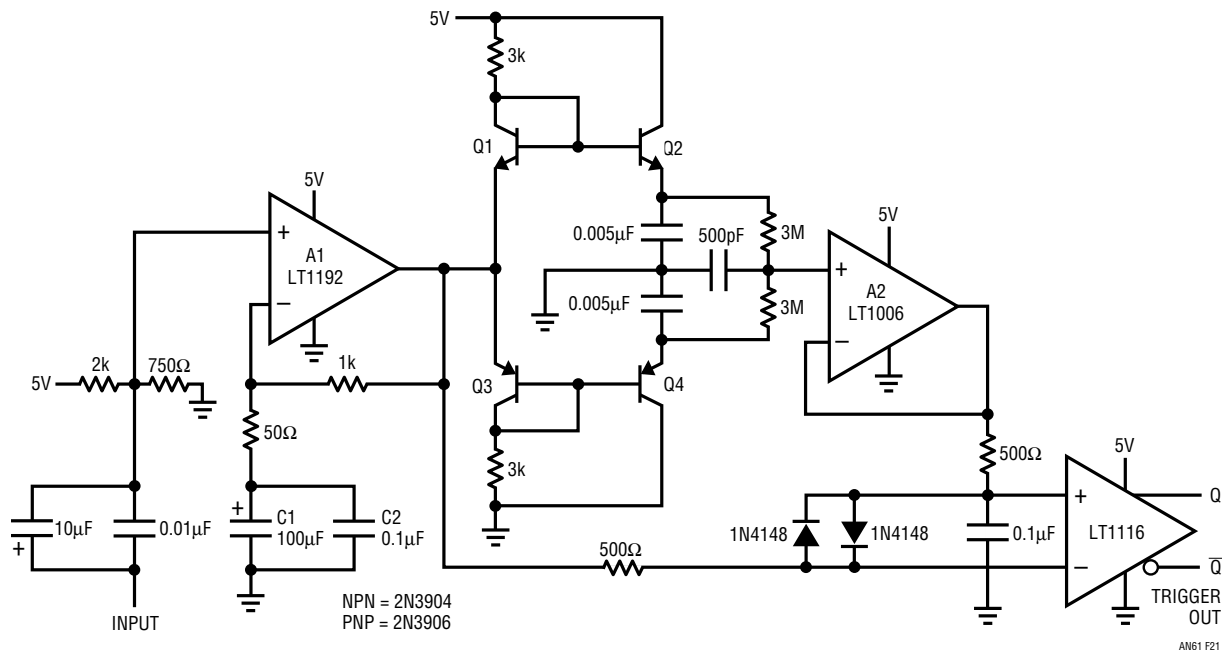 5V
3k
Q1
Q2
5V
+
A1
LT1192
−
0.005µF
500pF
3M
5V
+
A2
LT1006
−
0.005µF
3M
2k
750Ω
5V
1k
Q3
Q4
50Ω
3k
500Ω
5V
+
Q
10µF
+
0.01µF
+
C1
100µF
C2
0.1µF
1N4148
1N4148
0.1µF
LT1116
500Ω
−
Q̅
INPUT
NPN = 2N3904
PNP = 2N3906
TRIGGER
OUT
AN61 F21